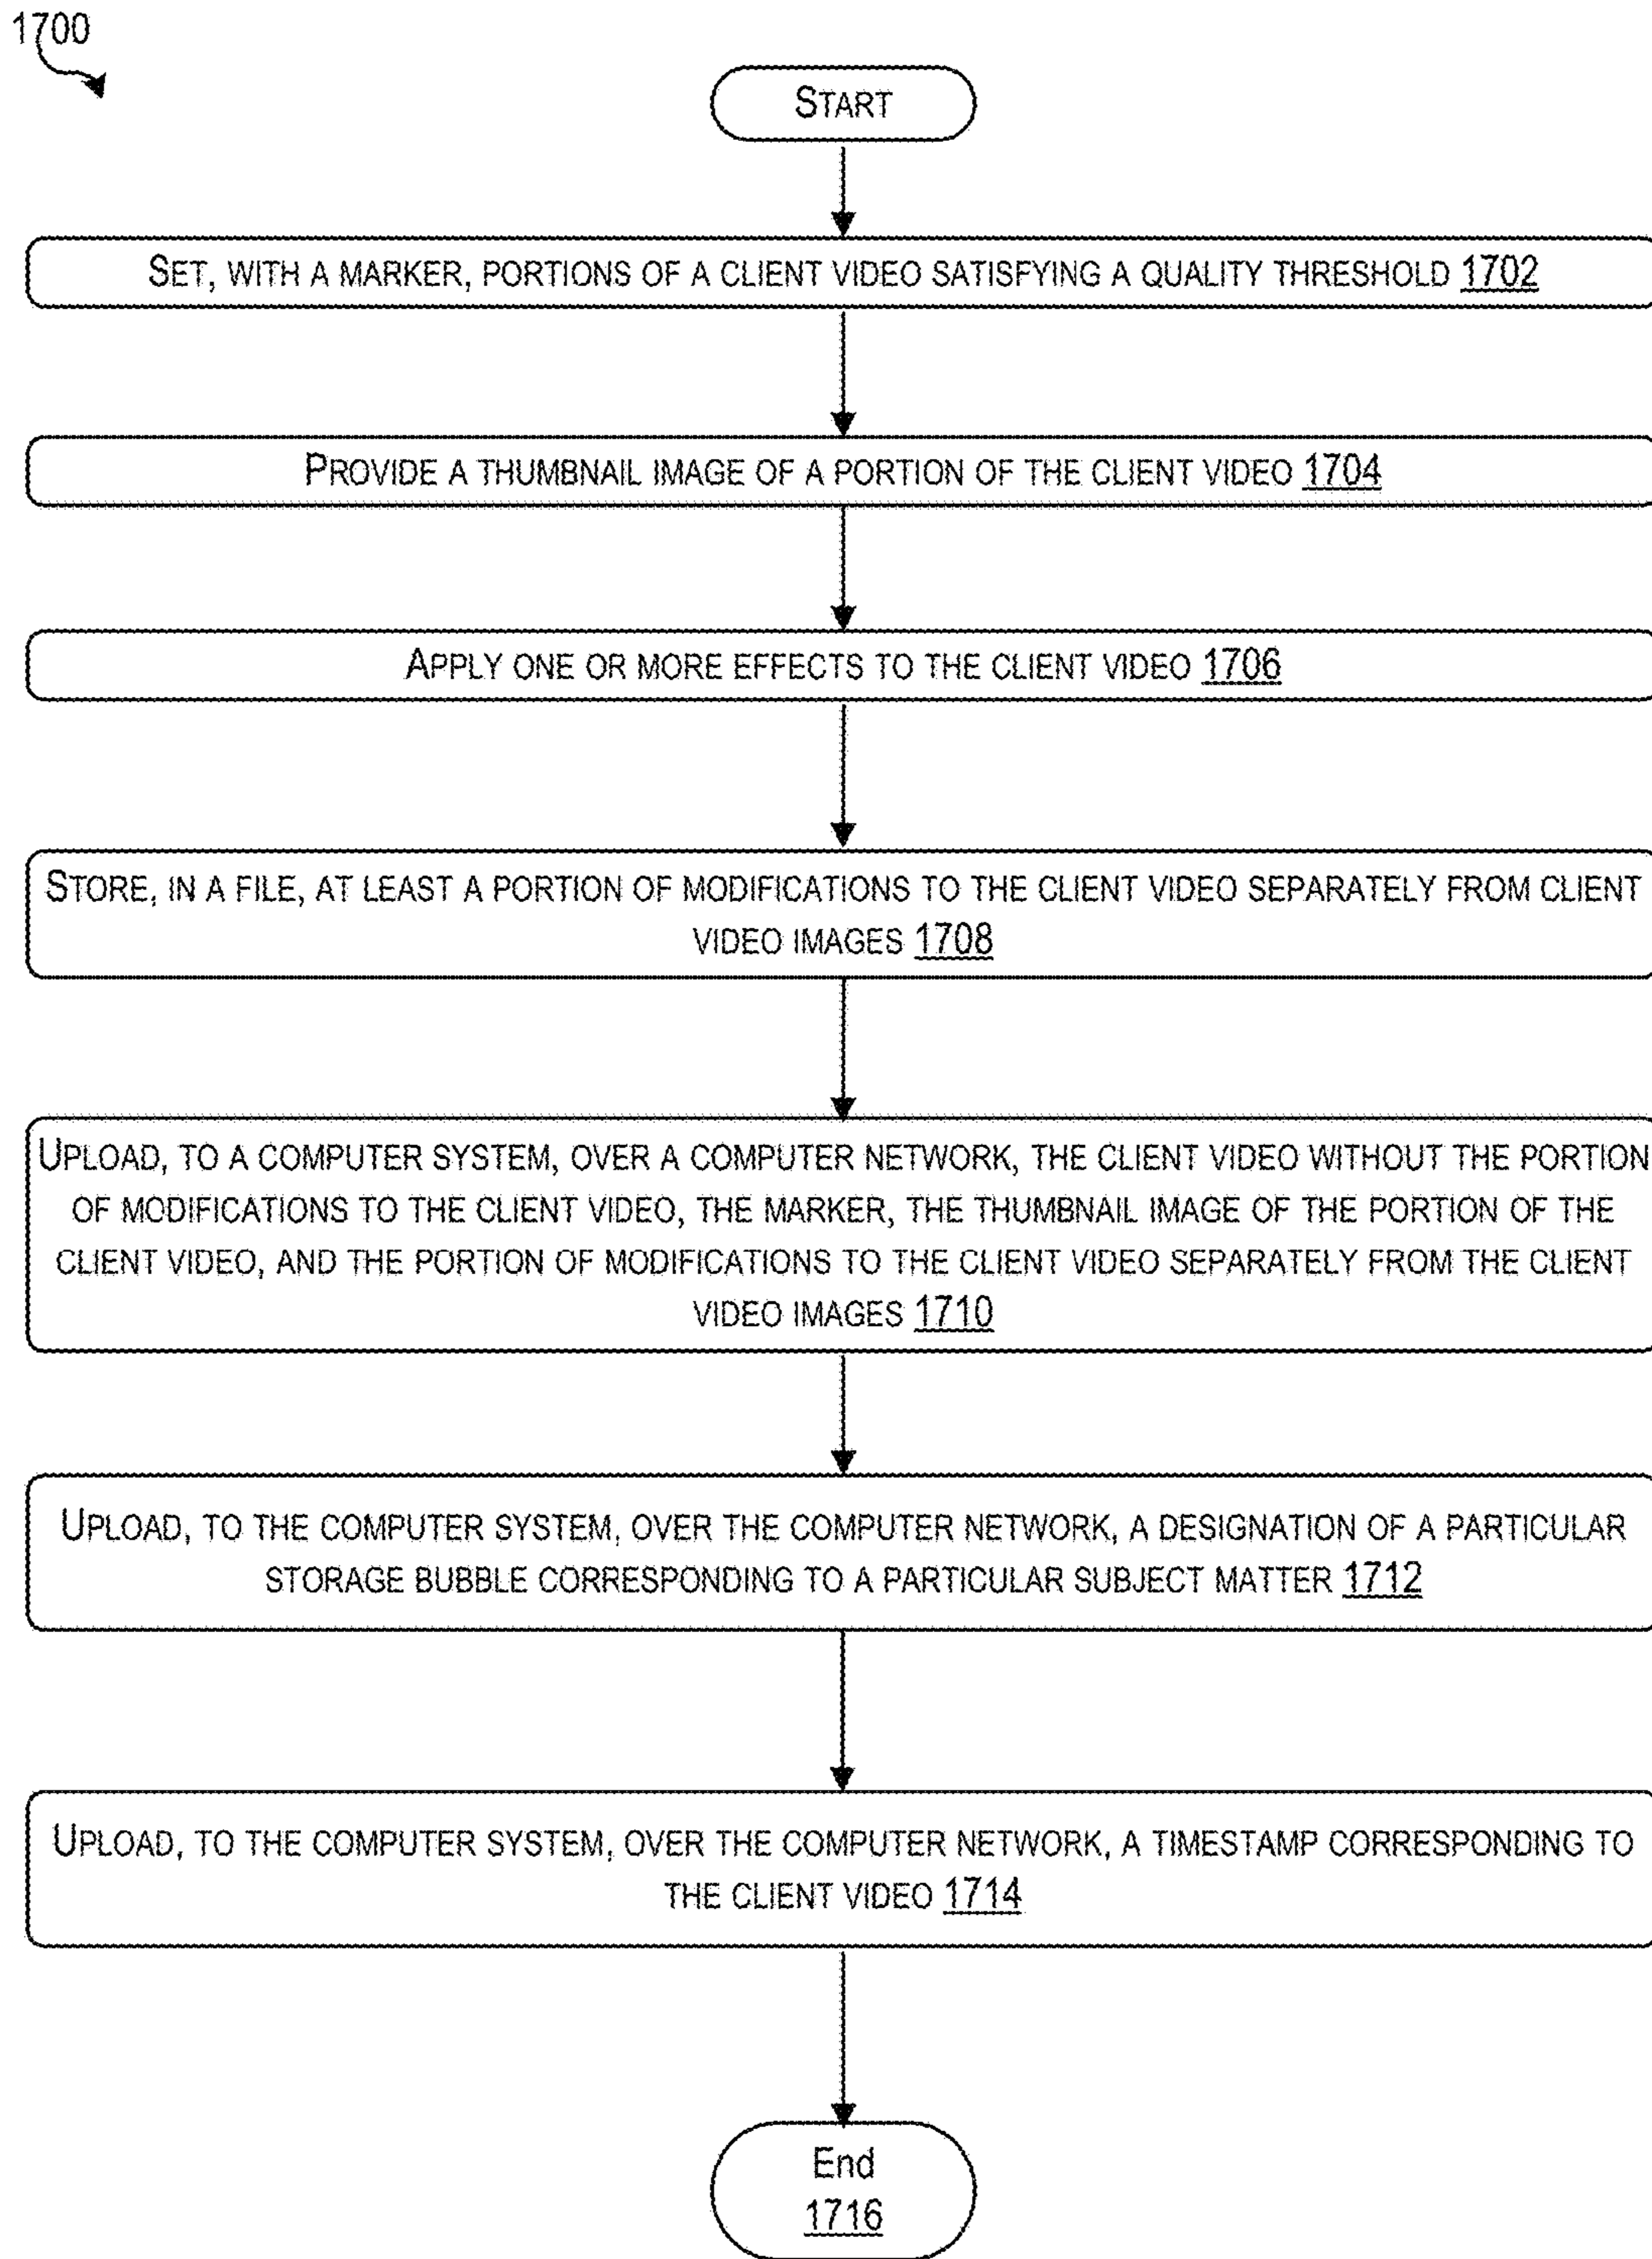 1700
START
SET, WITH A MARKER, PORTIONS OF A CLIENT VIDEO SATISFYING A QUALITY THRESHOLD 1702
PROVIDE A THUMBNAIL IMAGE OF A PORTION OF THE CLIENT VIDEO 1704
APPLY ONE OR MORE EFFECTS TO THE CLIENT VIDEO 1706
STORE, IN A FILE, AT LEAST A PORTION OF MODIFICATIONS TO THE CLIENT VIDEO SEPARATELY FROM CLIENT
VIDEO IMAGES 1708
UPLOAD, TO A COMPUTER SYSTEM, OVER A COMPUTER NETWORK, THE CLIENT VIDEO WITHOUT THE PORTION
OF MODIFICATIONS TO THE CLIENT VIDEO, THE MARKER, THE THUMBNAIL IMAGE OF THE PORTION OF THE
CLIENT VIDEO, AND THE PORTION OF MODIFICATIONS TO THE CLIENT VIDEO SEPARATELY FROM THE CLIENT
VIDEO IMAGES 1710
UPLOAD, TO THE COMPUTER SYSTEM, OVER THE COMPUTER NETWORK, A DESIGNATION OF A PARTICULAR
STORAGE BUBBLE CORRESPONDING TO A PARTICULAR SUBJECT MATTER 1712
UPLOAD, TO THE COMPUTER SYSTEM, OVER THE COMPUTER NETWORK, A TIMESTAMP CORRESPONDING TO
THE CLIENT VIDEO 1714
End
1716